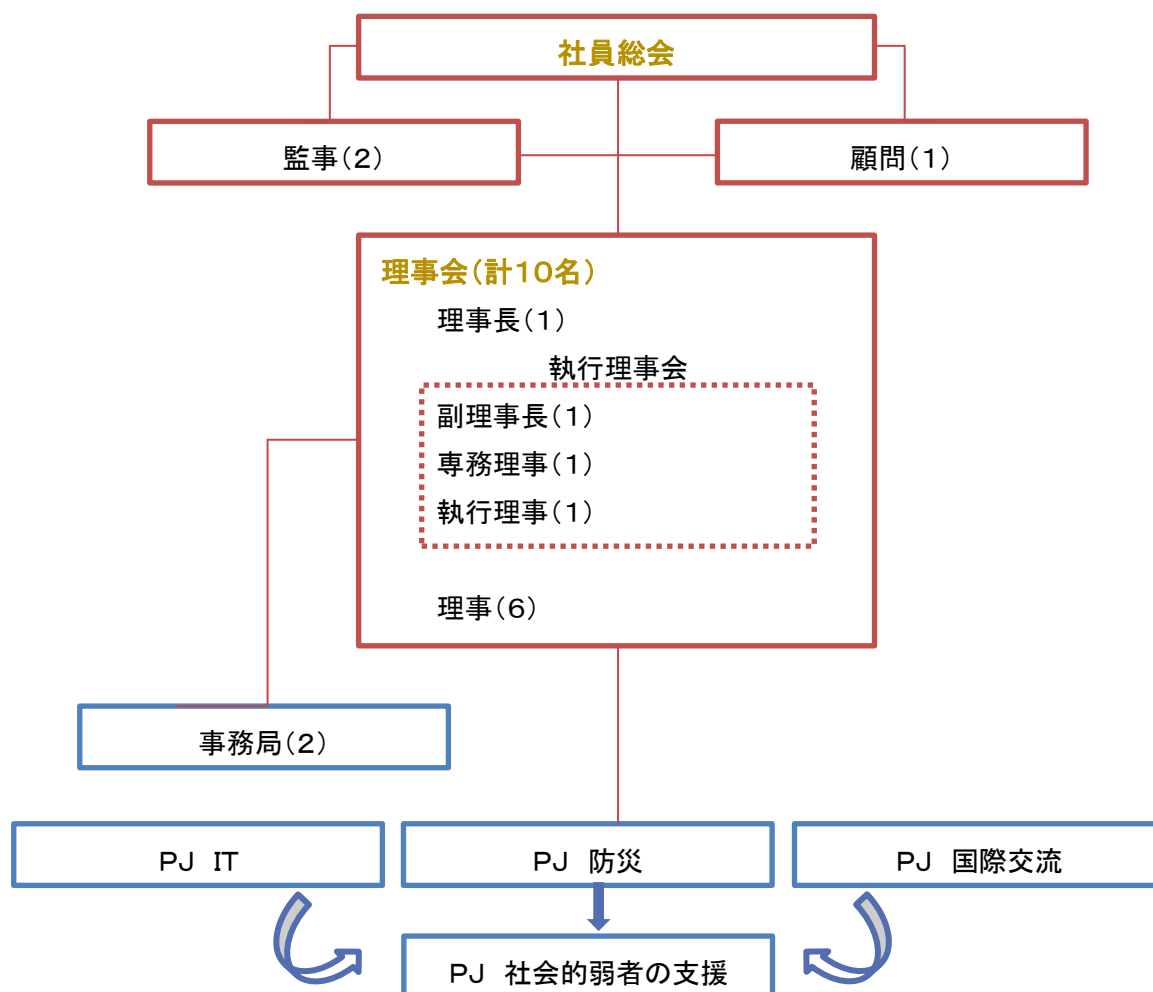 社員総会
監事(2)
顧問(1)
理事会(計10名)
理事長(1)
執行理事会
副理事長(1)
専務理事(1)
執行理事(1)
理事(6)
事務局(2)
PJ IT
PJ 防災
PJ 国際交流
PJ 社会的弱者の支援